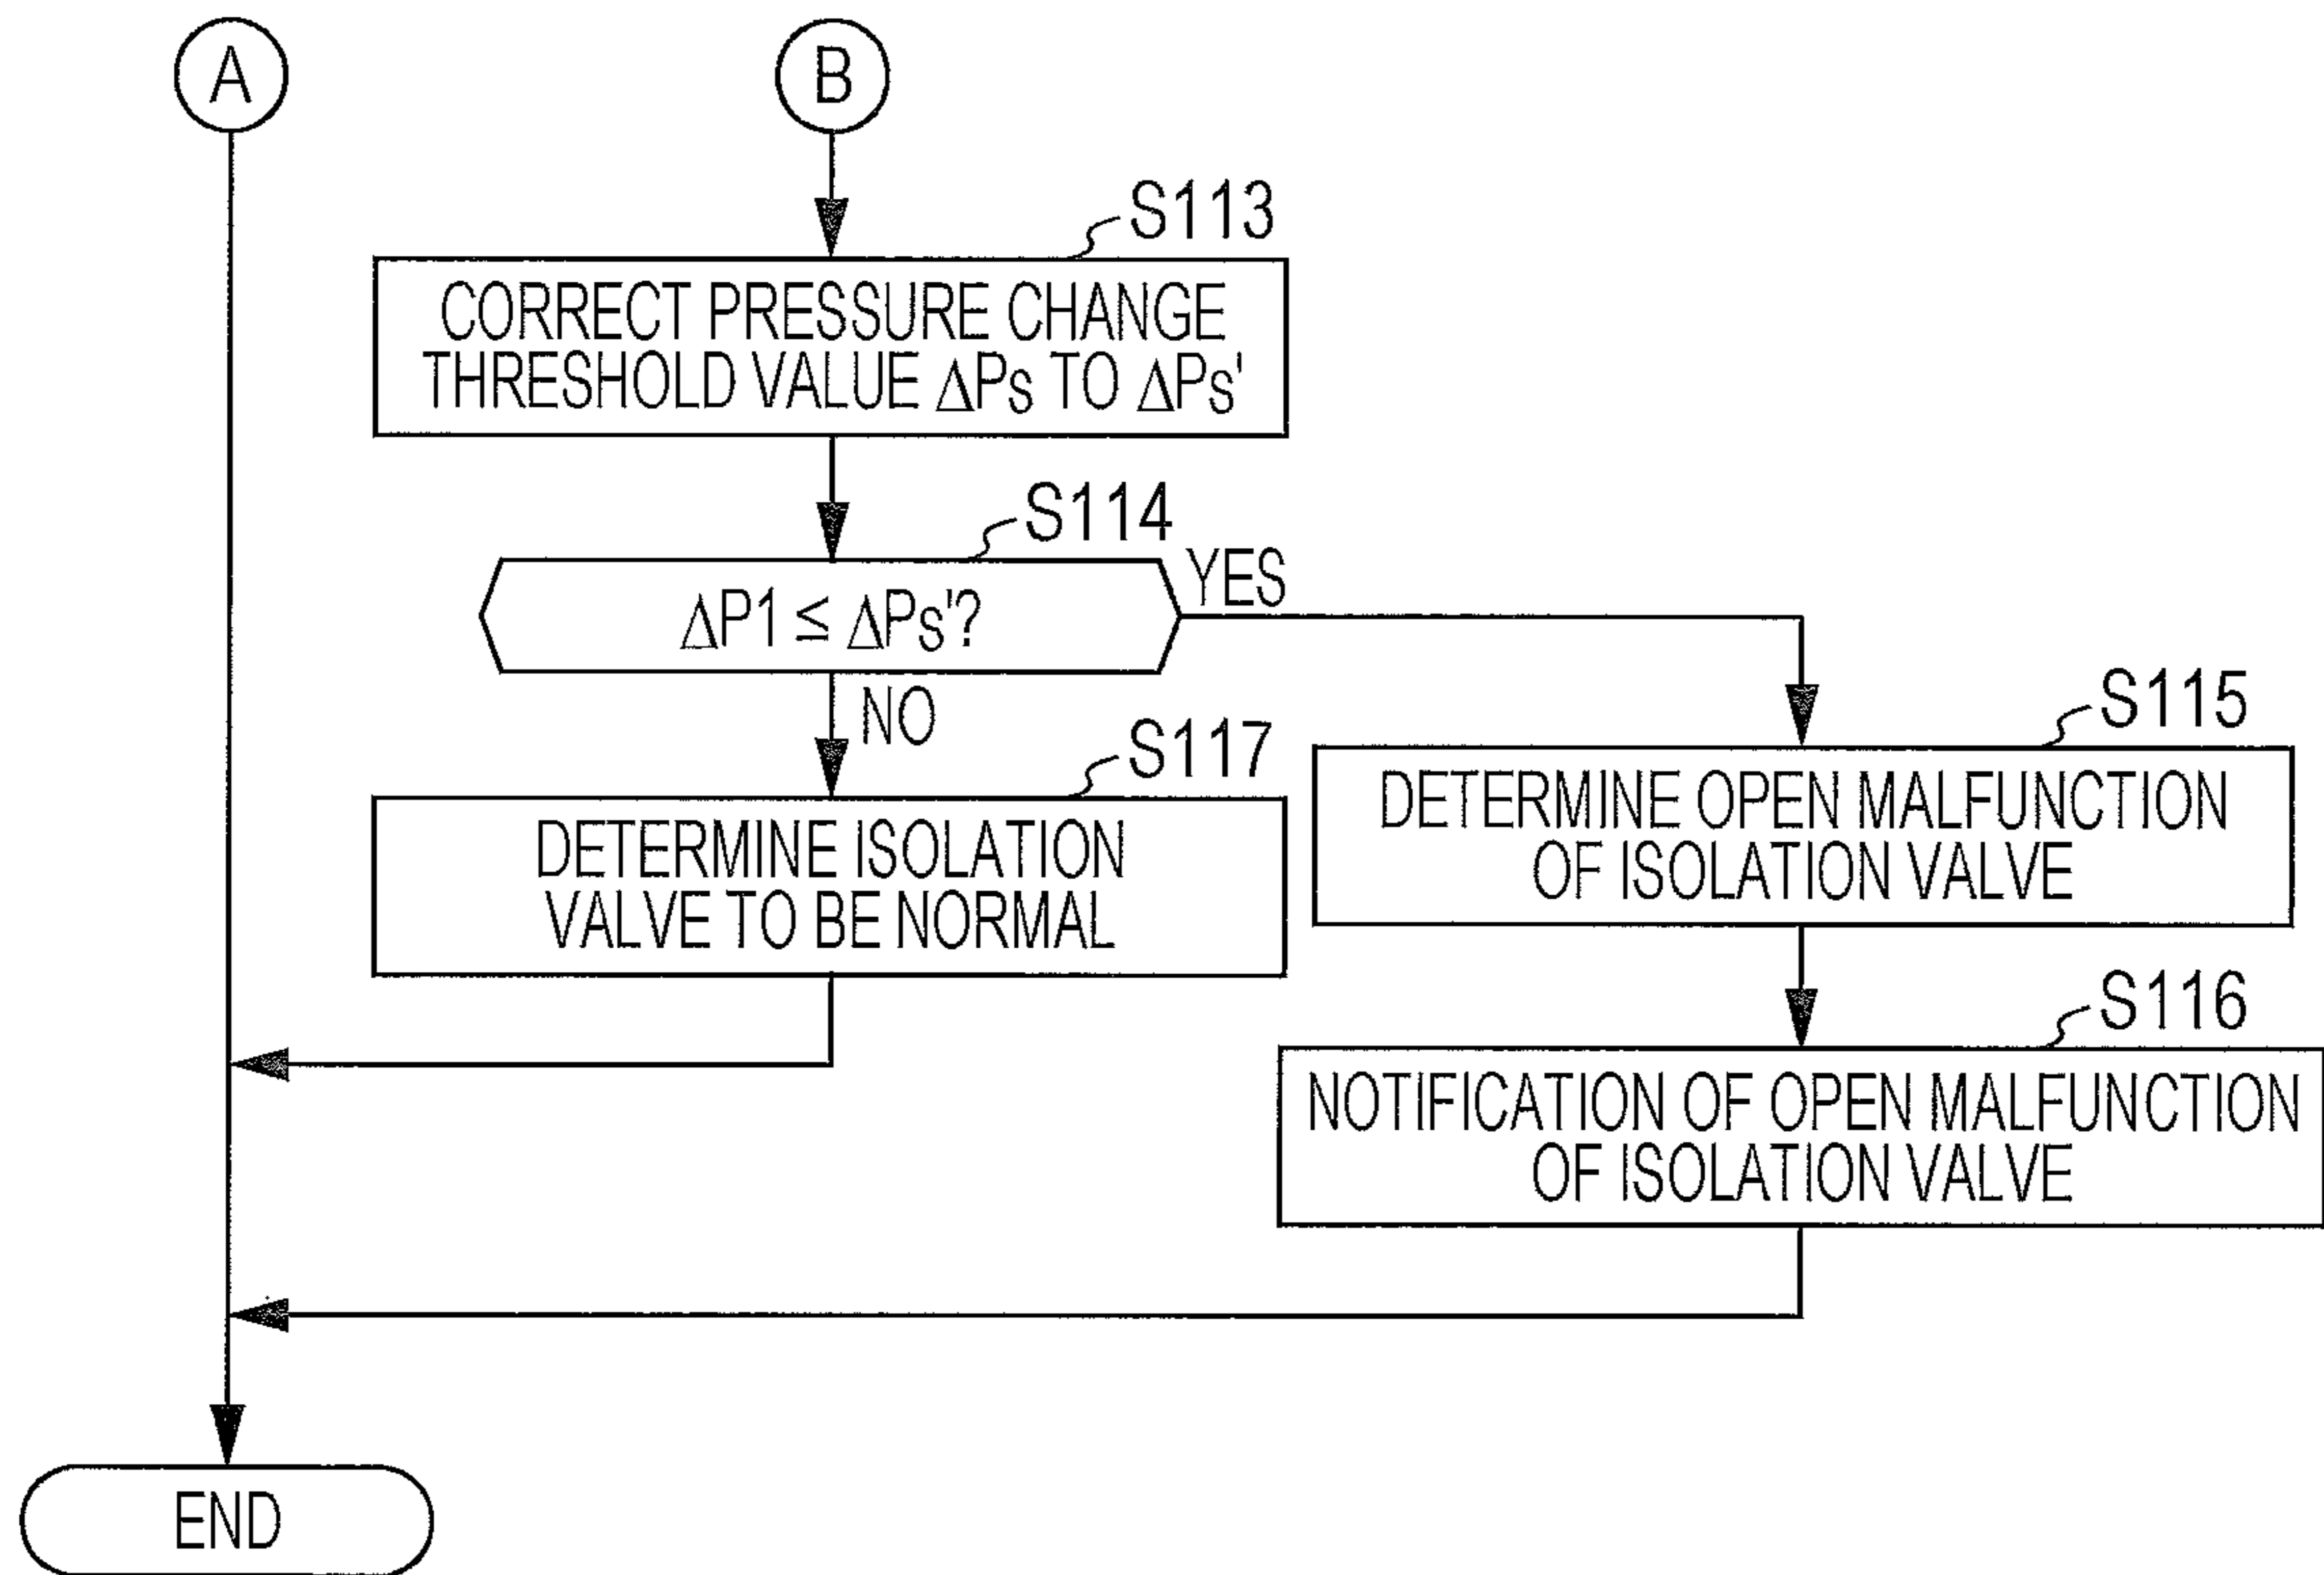 A
B
S113
CORRECT PRESSURE CHANGE
THRESHOLD VALUE ΔPs TO ΔPs'
S114
ΔP1 ≤ ΔPs'?
YES
NO
S117
DETERMINE ISOLATION
VALVE TO BE NORMAL
S115
DETERMINE OPEN MALFUNCTION
OF ISOLATION VALVE
S116
NOTIFICATION OF OPEN MALFUNCTION
OF ISOLATION VALVE
END